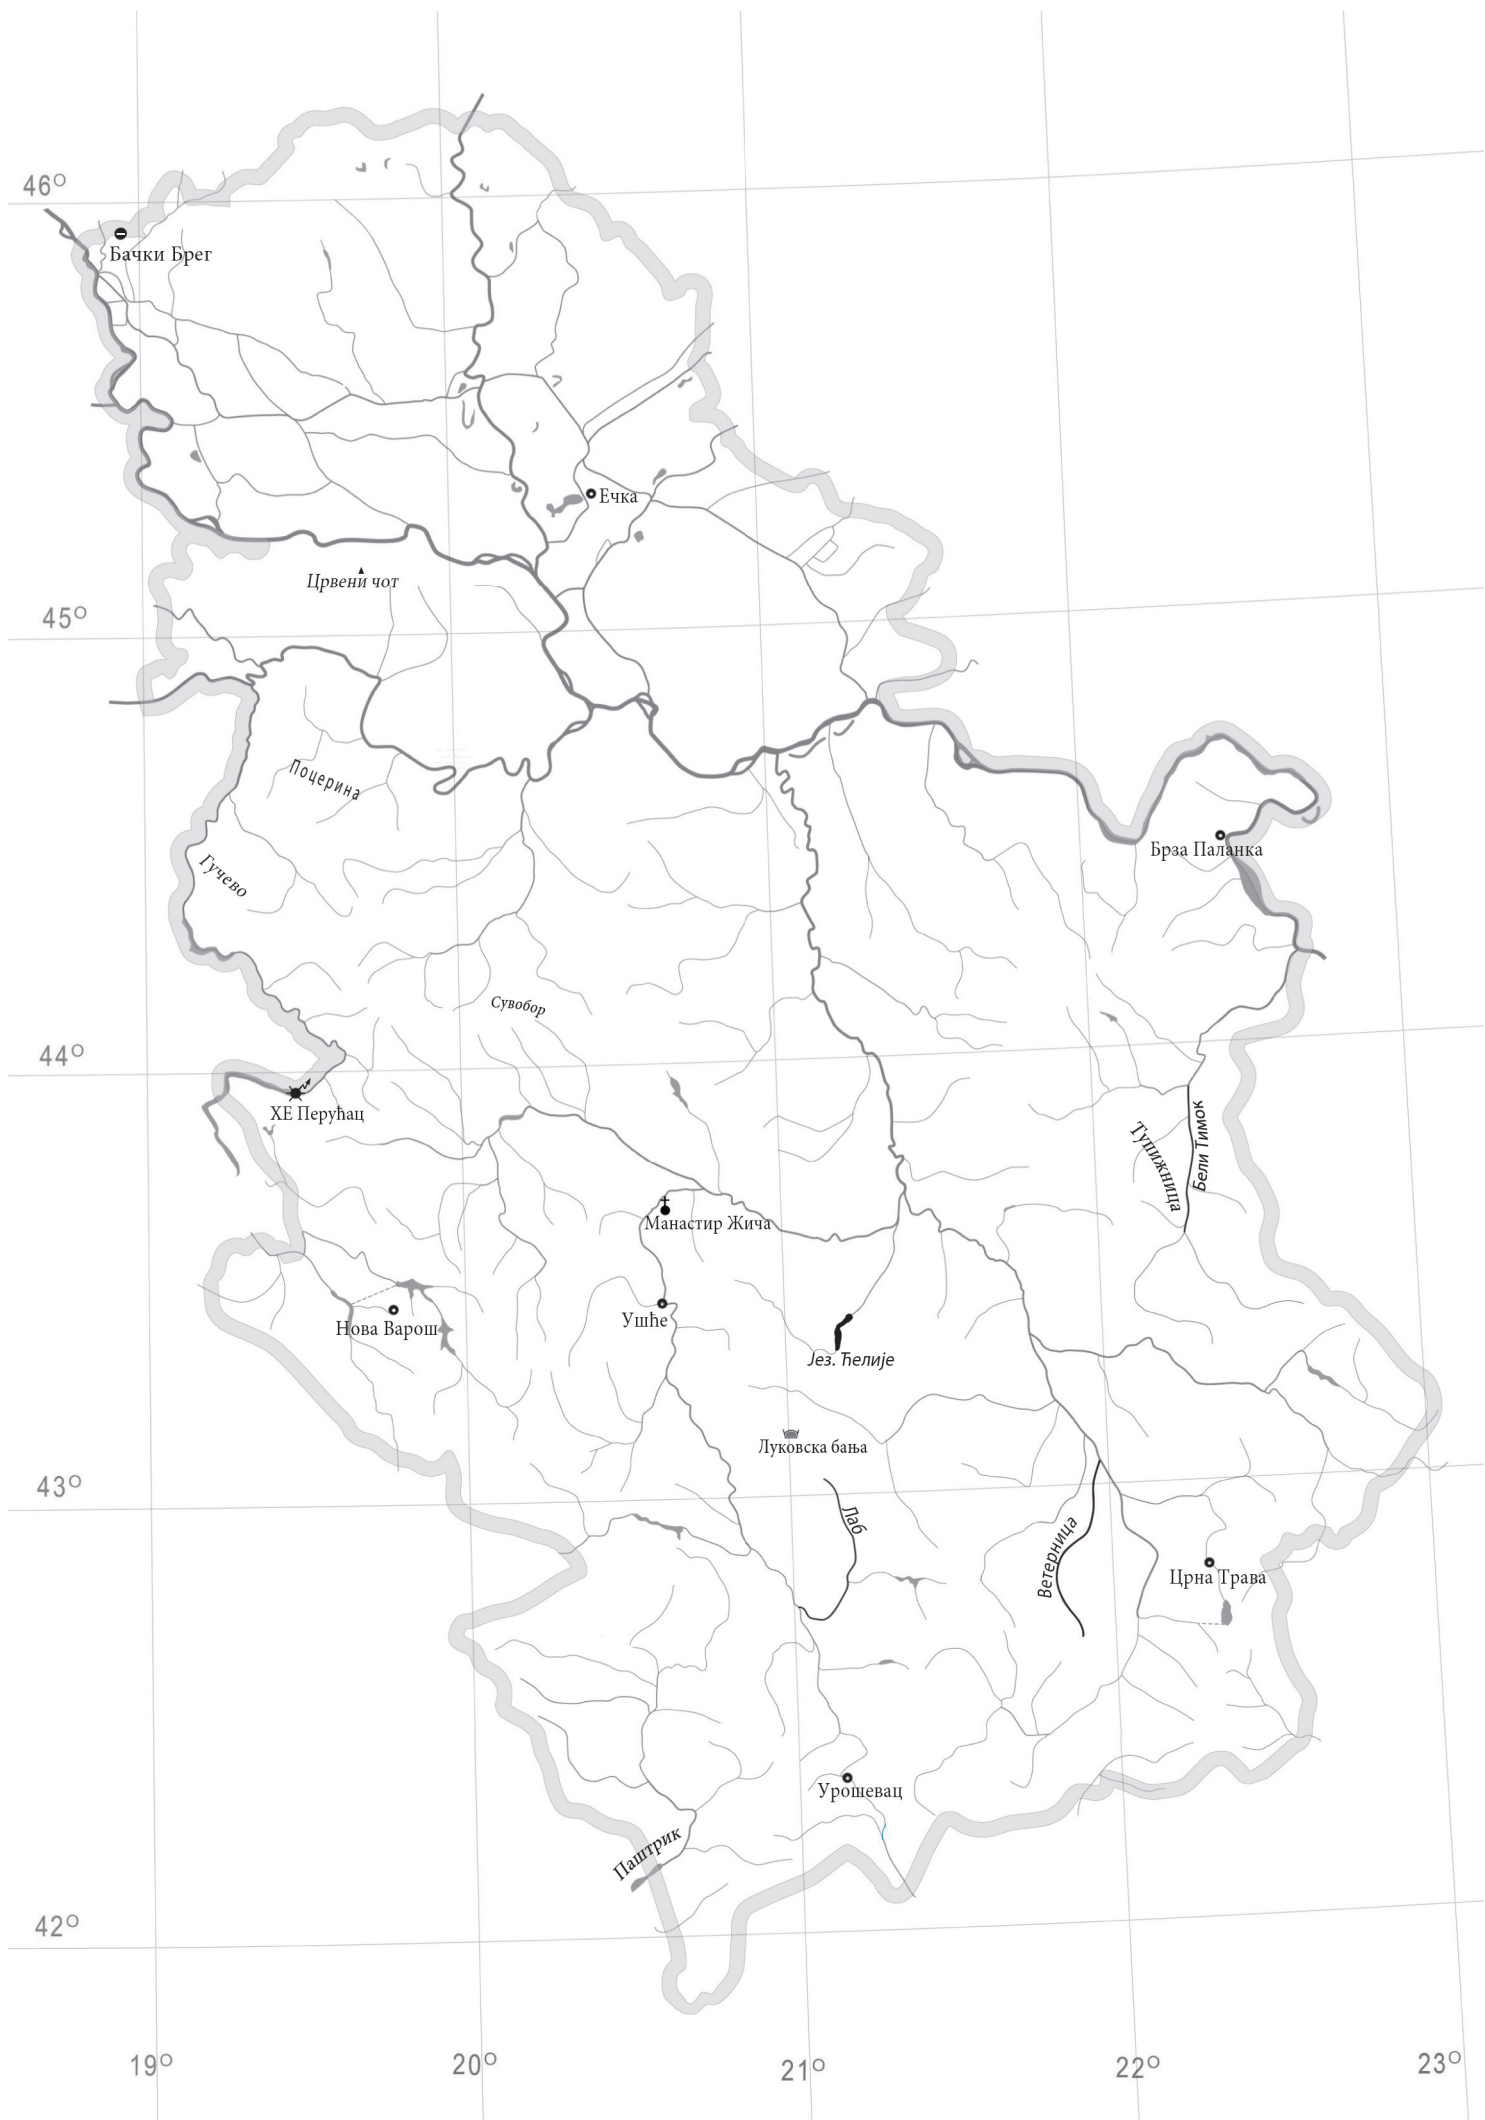 46°
Бачки Брег
Ечка
Црвени чот
45°
Поцерина
Брза Паланка
Гучево
Сувобор
44°
ХЕ Перућац
Тупижница
Бели Тимок
Манастир Жича
Ушће
Нова Варош
Јез. Ћелије
Луковска бања
43°
Лаб
Ветерница
Црна Трава
Урошевац
Паштрик
42°
19°
20°
21°
22°
23°